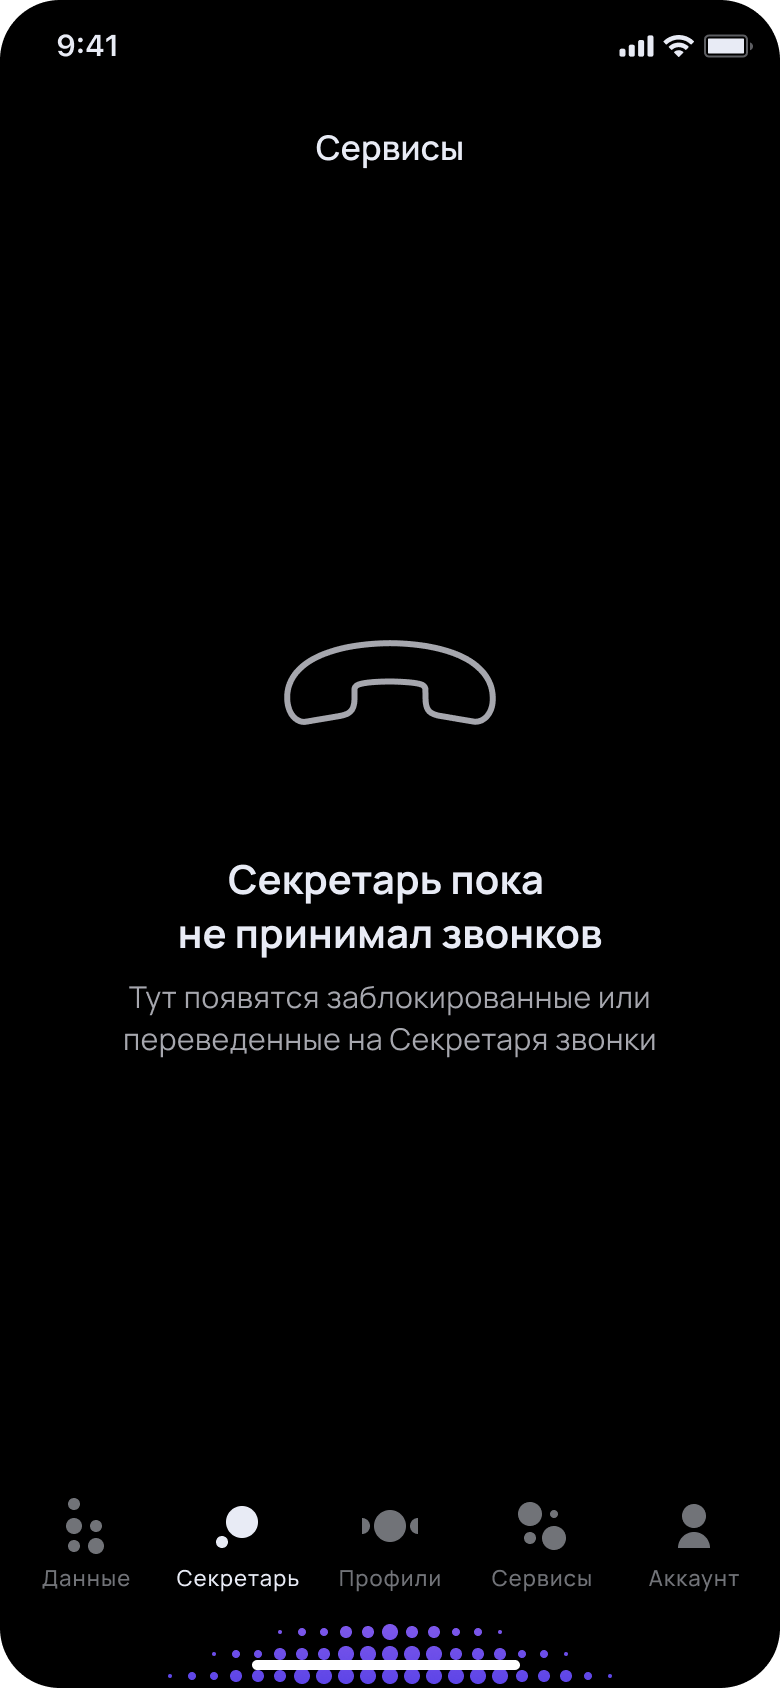 9:41
Сервисы
Секретарь пока
не принимал звонков
Тут появятся заблокированные или
переведенные на Секретаря звонки
Данные Секретарь Профили Сервисы Аккаунт